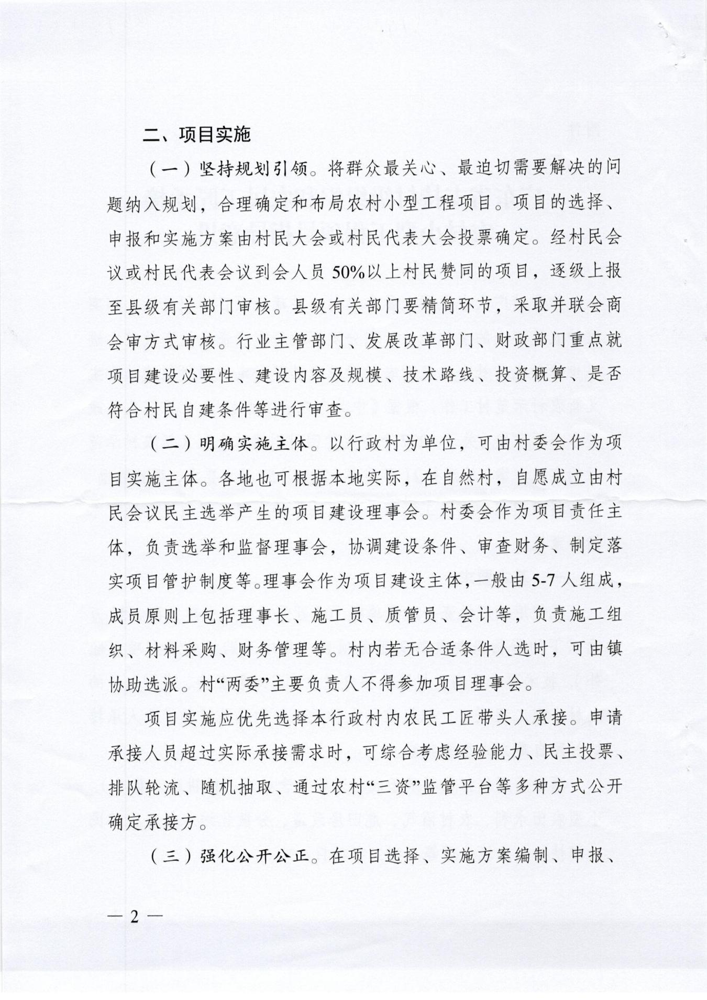 二、项目实施
（一）坚持规划引领。将群众最关心、最迫切需要解决的问
题纳入规划，合理确定和布局农村小型工程项目。项目的选择、
申报和实施方案由村民大会或村民代表大会投票确定。经村民会
议或村民代表会议到会人员 50%以上村民赞同的项目，逐级上报
至县级有关部门审核。县级有关部门要精简环节，采取并联会商
会审方式审核。行业主管部门、发展改革部门、财政部门重点就
项目建设必要性、建设内容及规模、技术路线、投资概算、是否
符合村民自建条件等进行审查。
（二）明确实施主体。以行政村为单位，可由村委会作为项
目实施主体。各地也可根据本地实际，在自然村，自愿成立由村
民会议民主选举产生的项目建设理事会。村委会作为项目责任主
体，负责选举和监督理事会，协调建设条件、审查财务、制定落
实项目管护制度等。理事会作为项目建设主体，一般由 5-7 人组成，
成员原则上包括理事长、施工员、质管员、会计等，负责施工组
织、材料采购、财务管理等。村内若无合适条件人选时，可由镇
协助选派。村“两委”主要负责人不得参加项目理事会。
项目实施应优先选择本行政村内农民工匠带头人承接。申请
承接人员超过实际承接需求时，可综合考虑经验能力、民主投票、
排队轮流、随机抽取、通过农村“三资”监管平台等多种方式公开
确定承接方。
（三）强化公开公正。在项目选择、实施方案编制、申报、
— 2 —